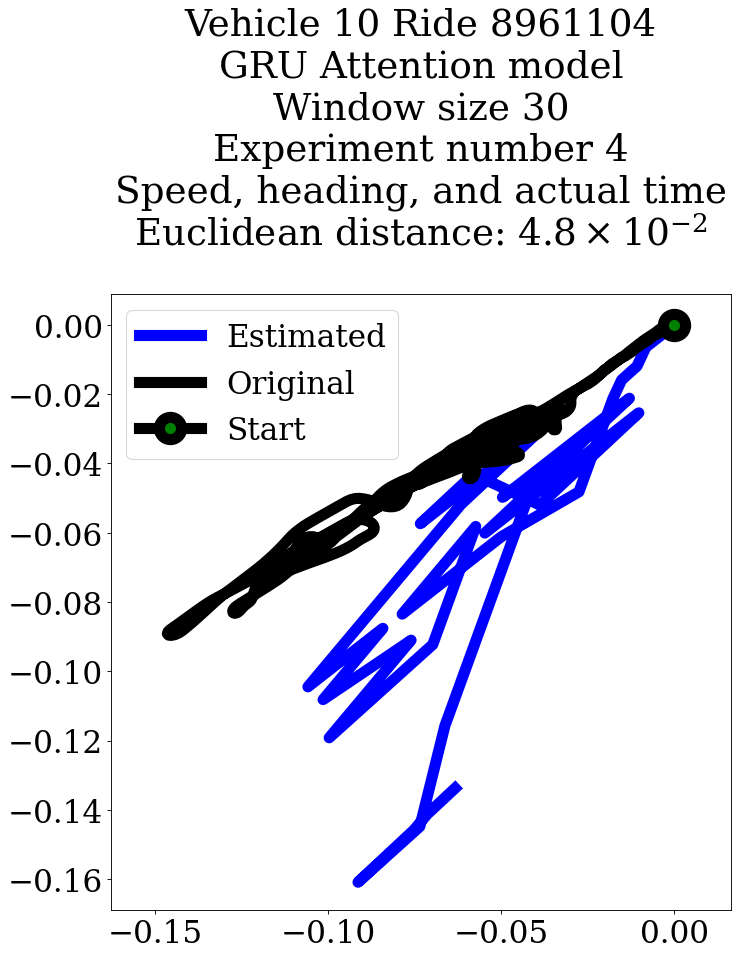 Vehicle 10 Ride 8961104
GRU Attention model
Window size 30
Experiment number 4
Speed, heading, and actual time
Euclidean distance: 4.8 × 10⁻²
Estimated
Original
Start
0.00
−0.02
−0.04
−0.06
−0.08
−0.10
−0.12
−0.14
−0.16
−0.15 −0.10 −0.05 0.00